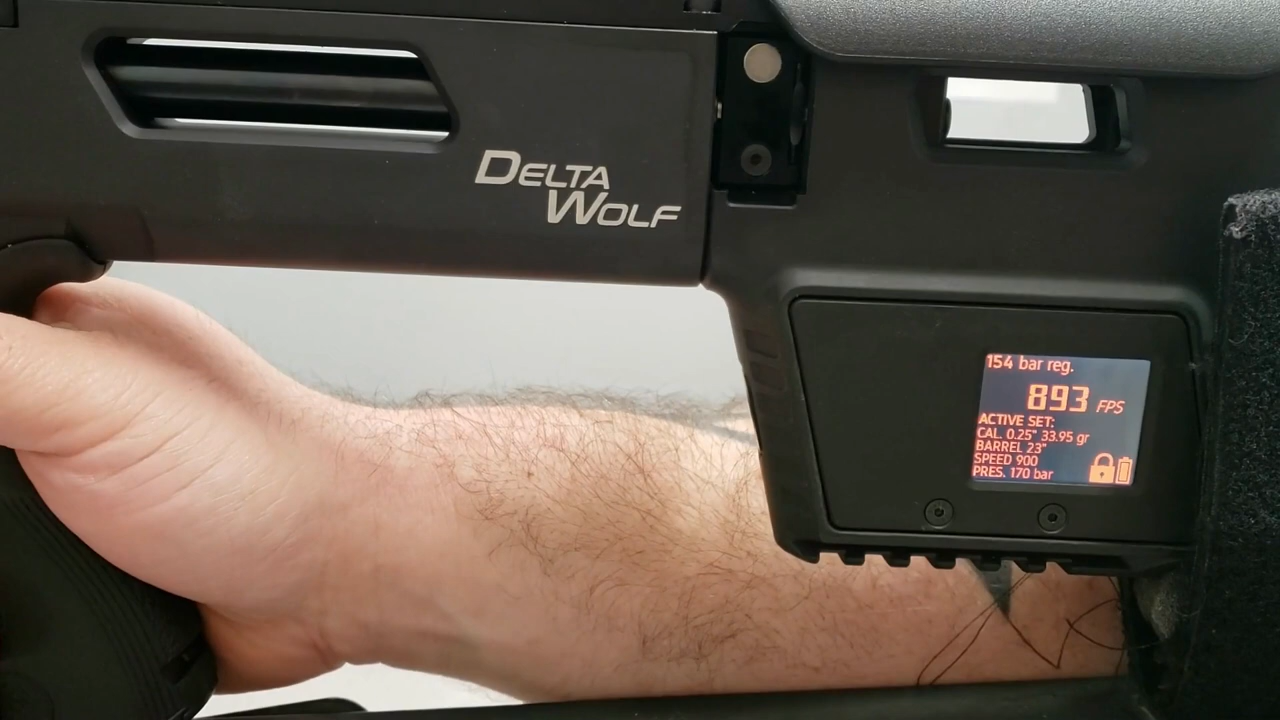 DELTA
WOLF
154 bar reg.
893 FPS
ACTIVE SET:
CAL. 0.25" 33.95 gr
BARREL 23"
SPEED 900
PRES. 170 bar